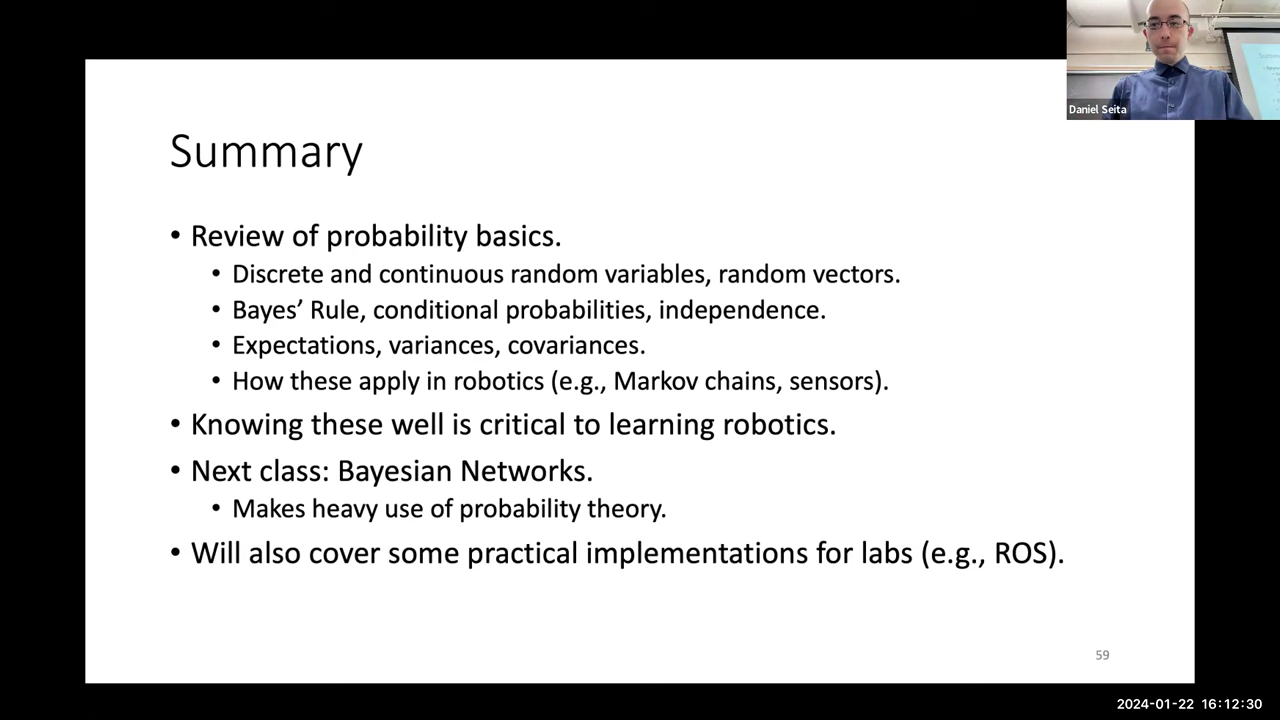 Daniel Seita
Summary
• Review of probability basics.
• Discrete and continuous random variables, random vectors.
• Bayes’ Rule, conditional probabilities, independence.
• Expectations, variances, covariances.
• How these apply in robotics (e.g., Markov chains, sensors).
• Knowing these well is critical to learning robotics.
• Next class: Bayesian Networks.
• Makes heavy use of probability theory.
• Will also cover some practical implementations for labs (e.g., ROS).
59
2024-01-22 16:12:30